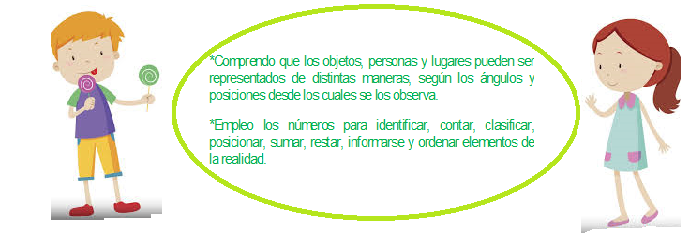 *Comprendo que los objetos, personas y lugares pueden ser
representados de distintas maneras, según los ángulos y
posiciones desde los cuales se los observa.
*Empleo los números para identificar, contar, clasificar,
posicionar, sumar, restar, informarse y ordenar elementos de
la realidad.